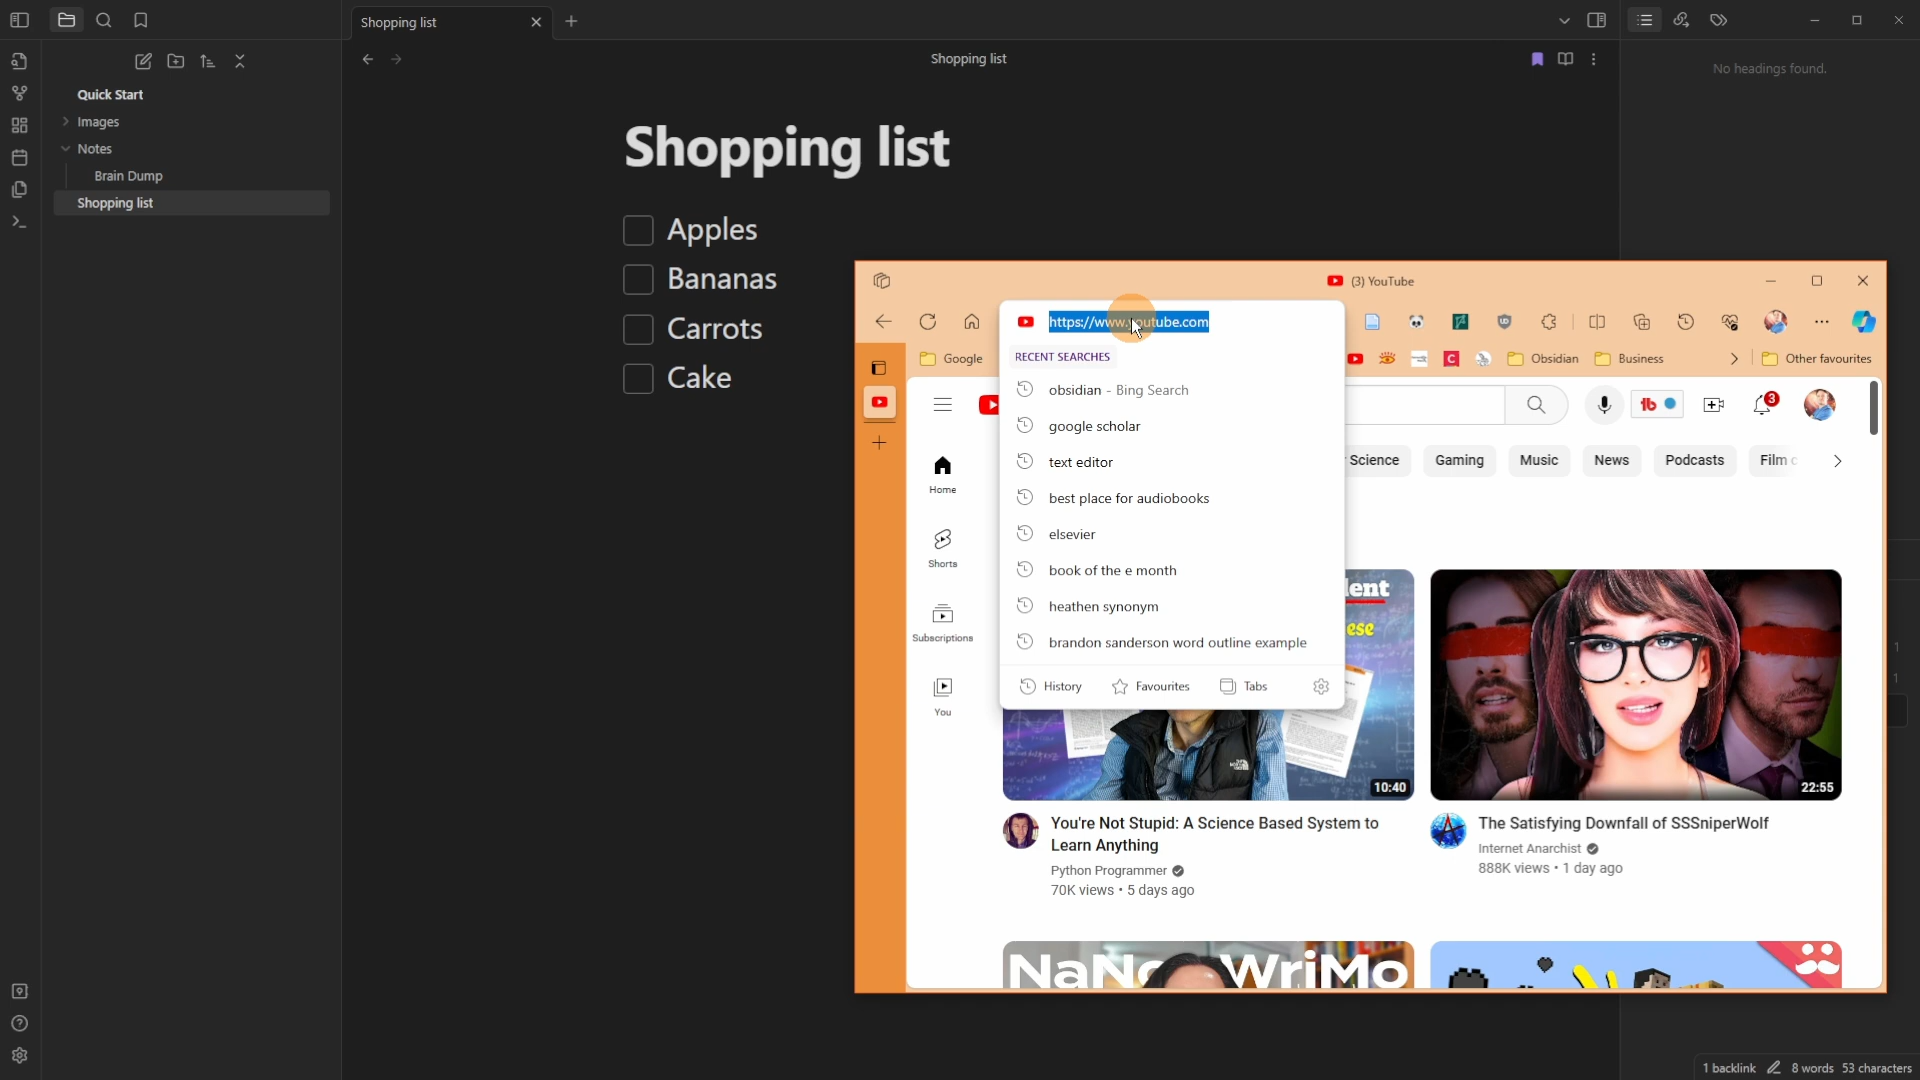 Shopping list
Shopping list
No headings found.
Quick Start
Images
Notes
Brain Dump
Shopping list
Shopping list
Apples
Bananas
Carrots
Cake
(3) YouTube
https://www.youtube.com
Google
Obsidian
Business
Other favourites
RECENT SEARCHES
obsidian - Bing Search
google scholar
text editor
best place for audiobooks
elsevier
book of the e month
heathen synonym
brandon sanderson word outline example
History
Favourites
Tabs
3
Science
Gaming
Music
News
Podcasts
Film
Home
Shorts
Subscriptions
You
10:40
22:55
You're Not Stupid: A Science Based System to
Learn Anything
Python Programmer
70K views • 5 days ago
The Satisfying Downfall of SSSniperWolf
Internet Anarchist
888K views • 1 day ago
WriMo
1
1
1 backlink
8 words
53 characters